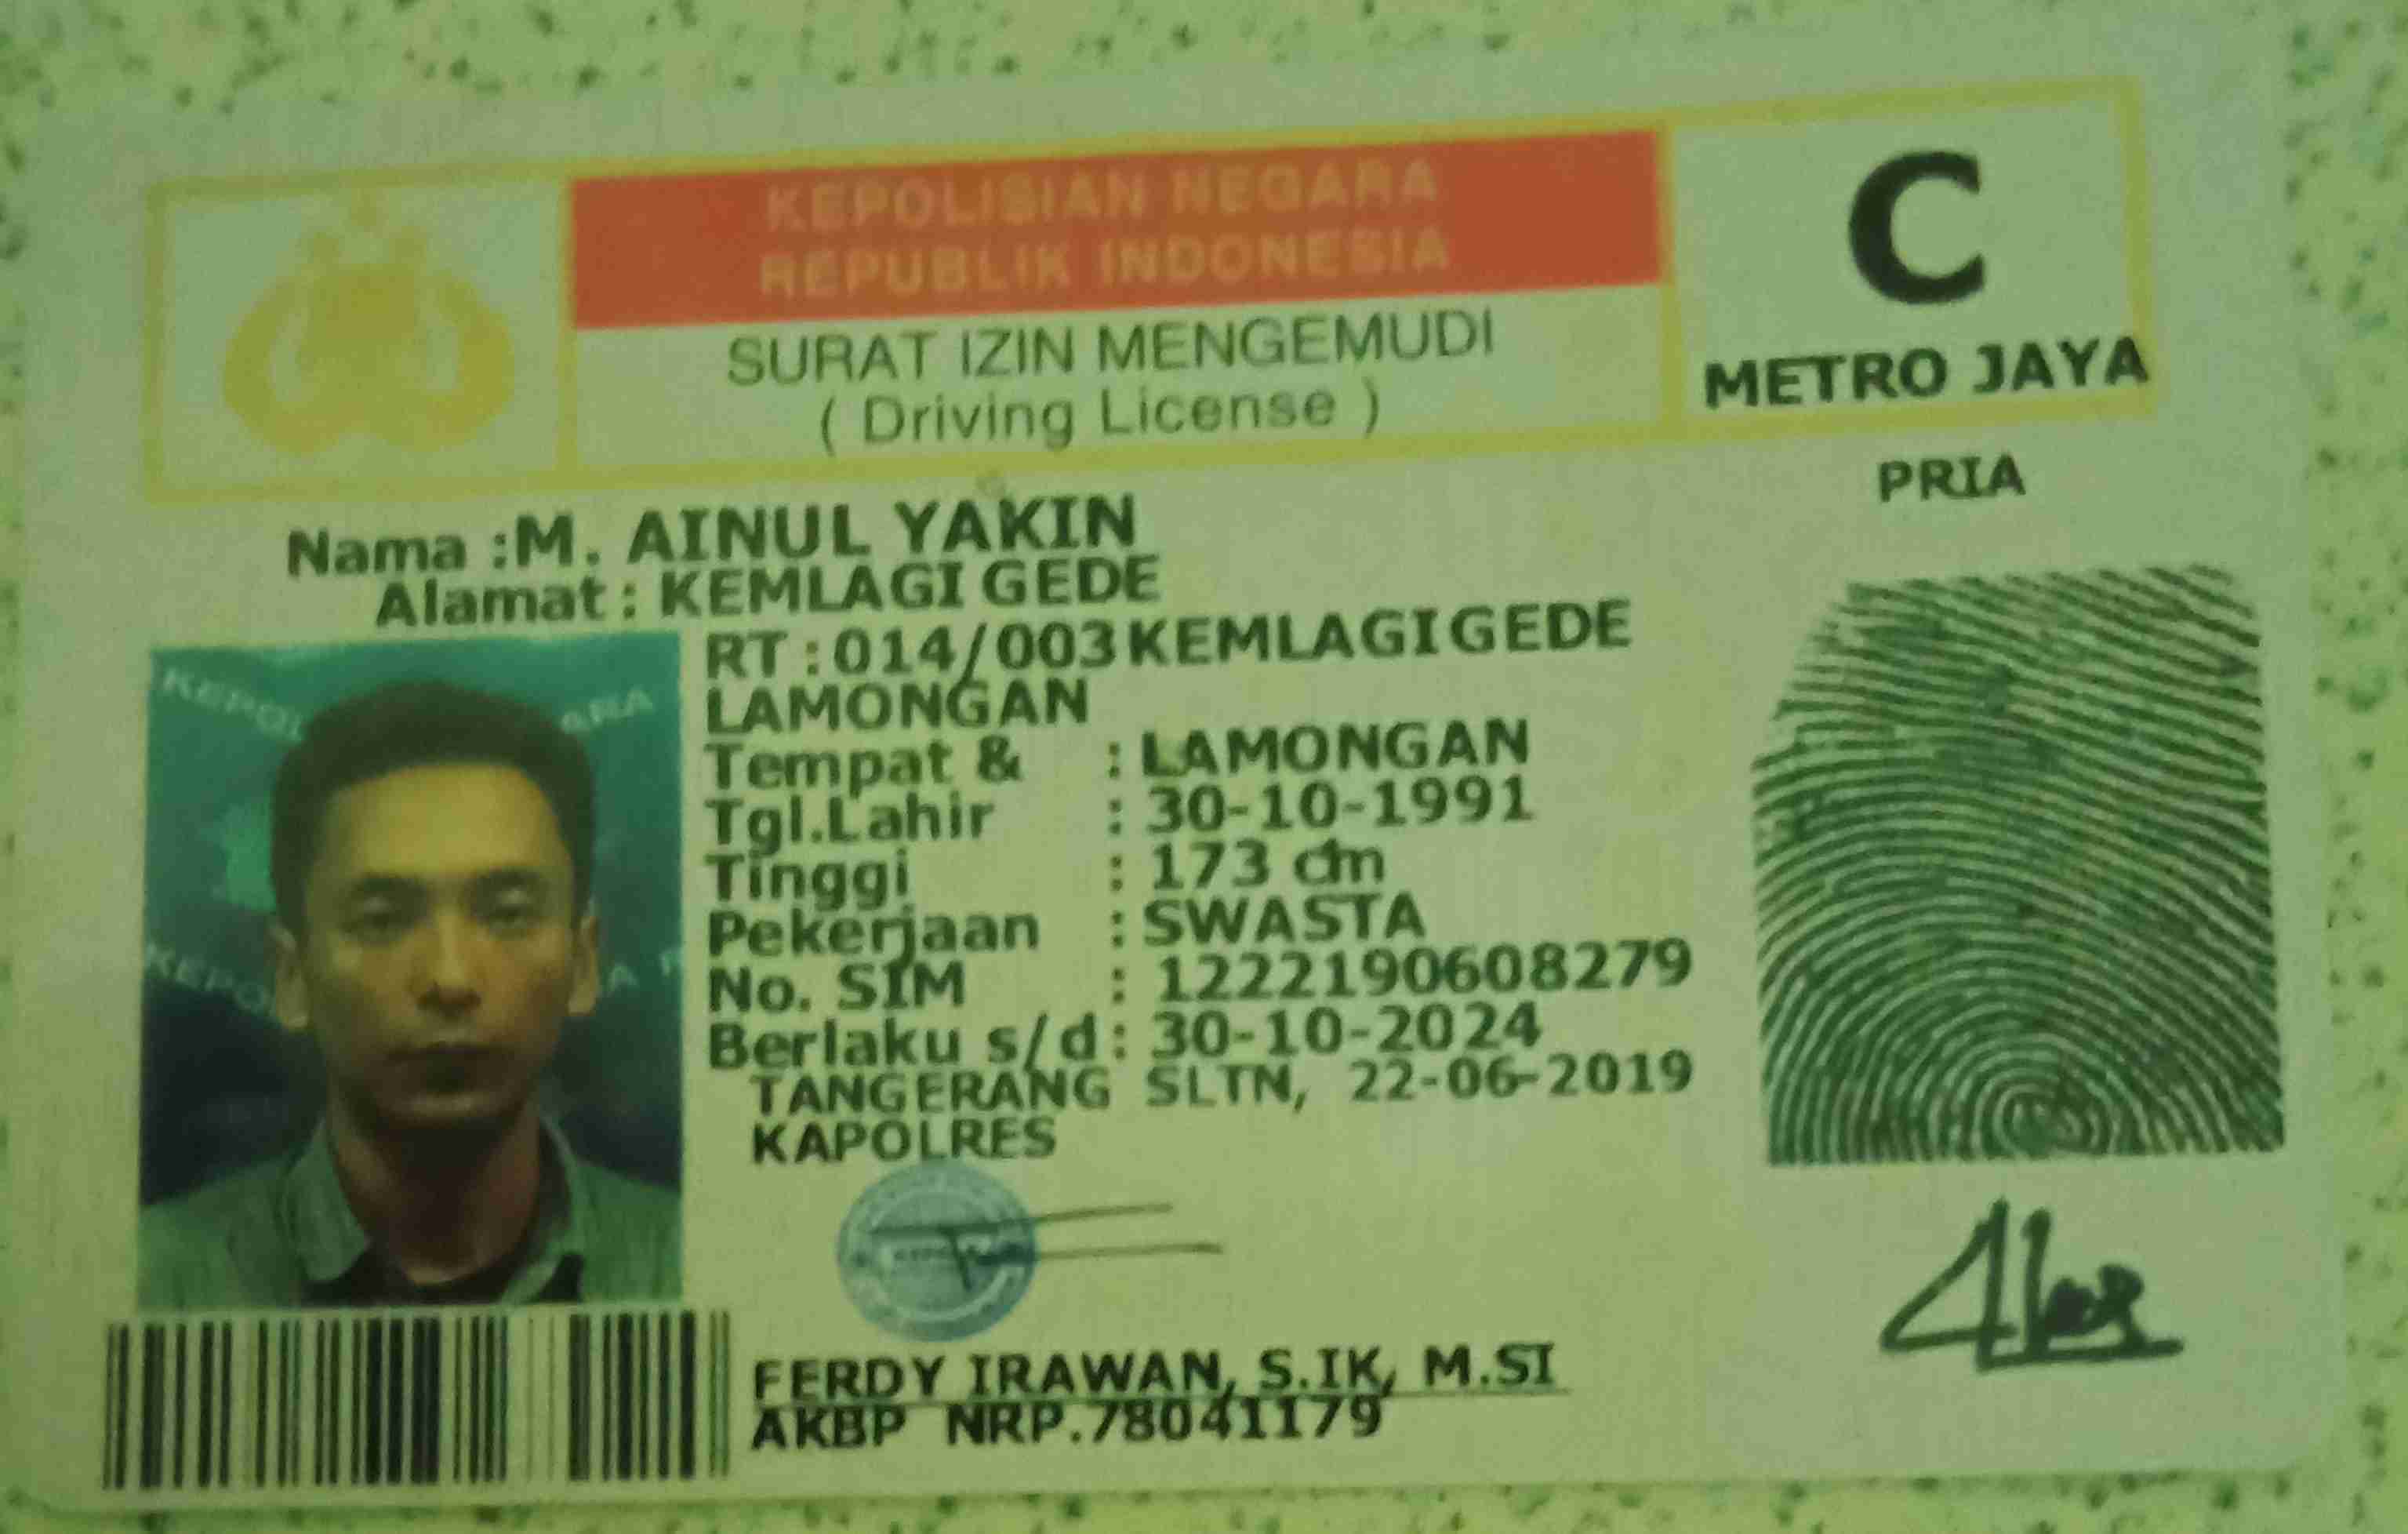 KEPOLISIAN NEGARA
REPUBLIK INDONESIA
SURAT IZIN MENGEMUDI
( Driving License )
C
METRO JAYA
PRIA
Nama :M. AINUL YAKIN
Alamat : KEMLAGI GEDE
RT : 014/003 KEMLAGI GEDE
LAMONGAN
Tempat & : LAMONGAN
Tgl.Lahir : 30-10-1991
Tinggi : 173 cm
Pekerjaan : SWASTA
No. SIM : 1222190608279
Berlaku s/d : 30-10-2024
TANGERANG SLTN, 22-06-2019
KAPOLRES
FERDY IRAWAN, S.IK, M.SI
AKBP NRP.78041179